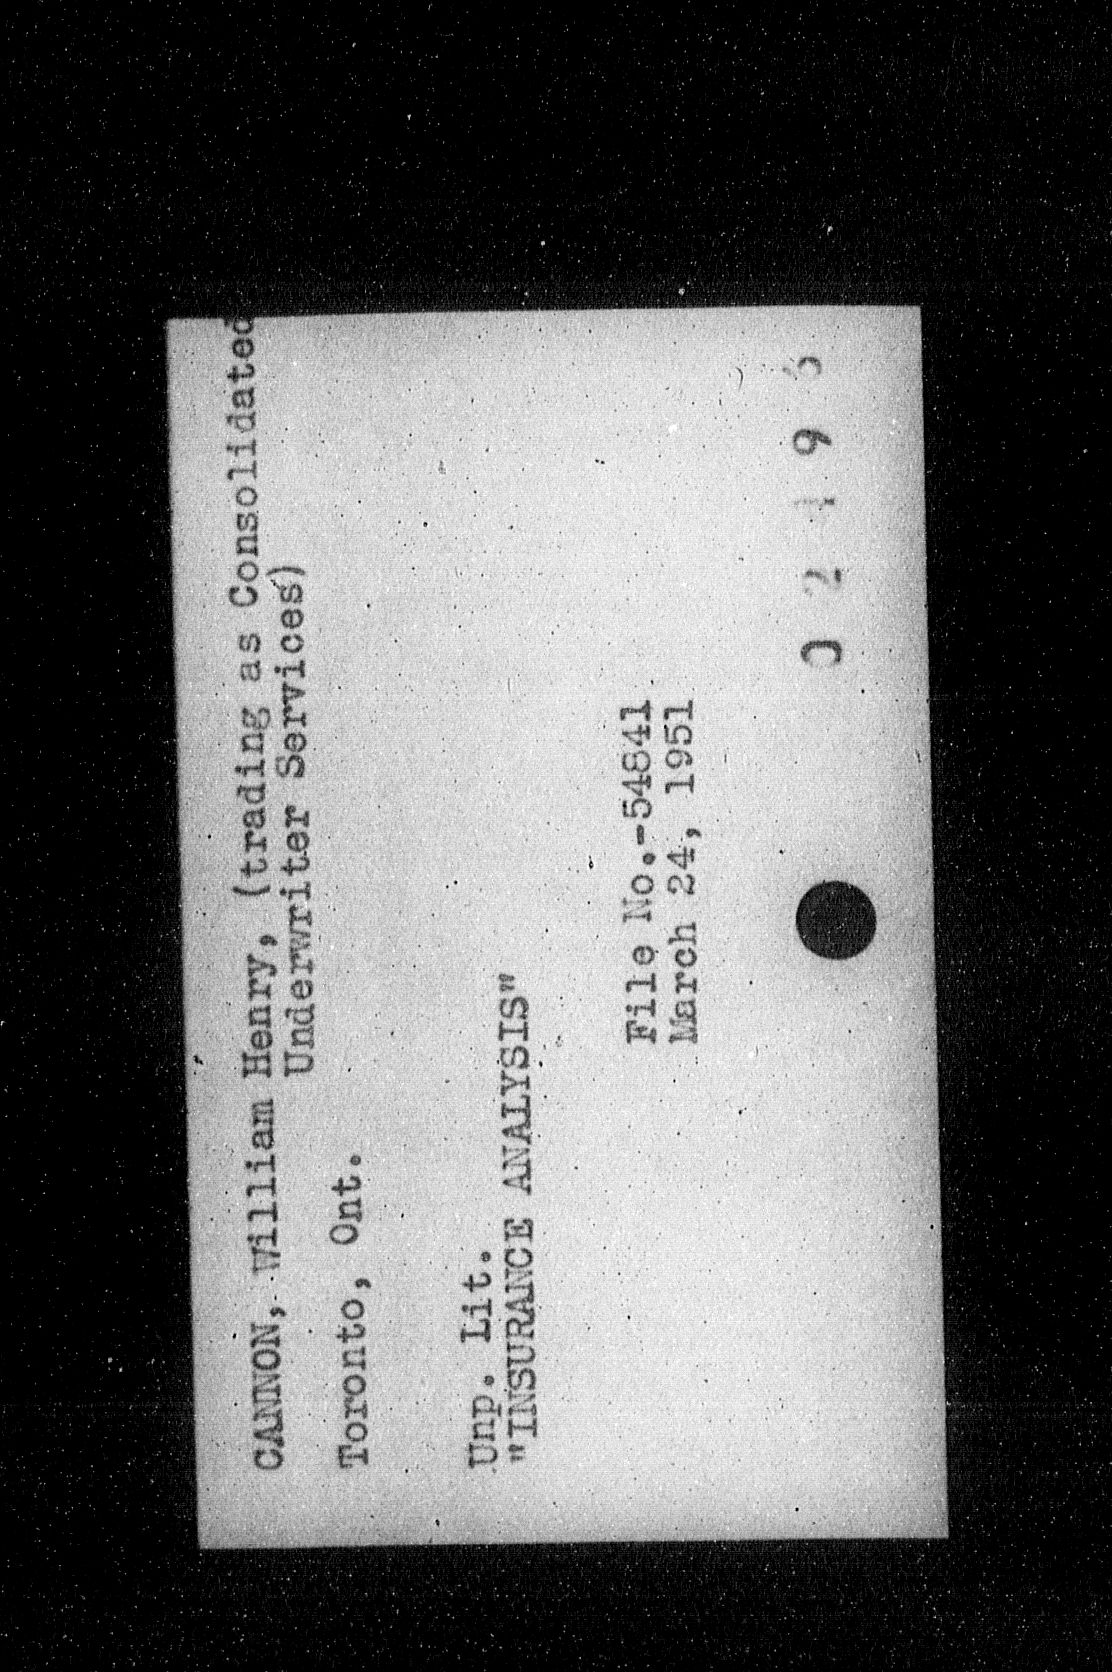 CANNON, William Henry, (trading as Consolidated
Underwriter Services)
Toronto, Ont.
Unp. Lit.
"INSURANCE ANALYSIS"
File No.-54841
March 24, 1951